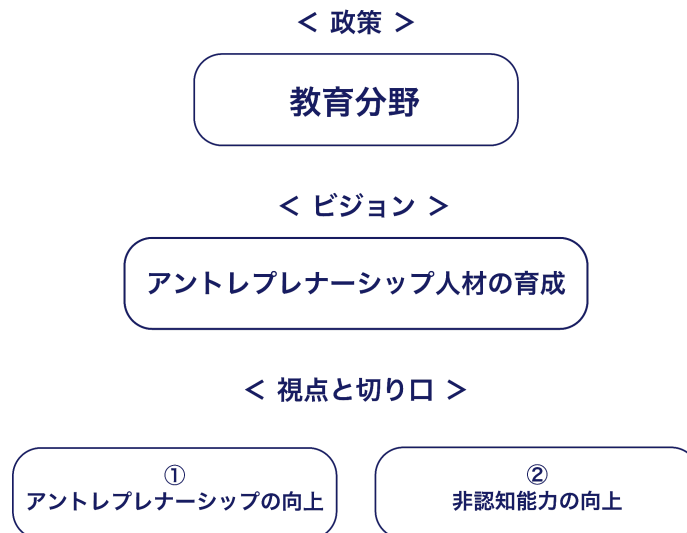 < 政策 >
教育分野
< ビジョン >
アントレプレナーシップ人材の育成
< 視点と切り口 >
①
アントレプレナーシップの向上
②
非認知能力の向上